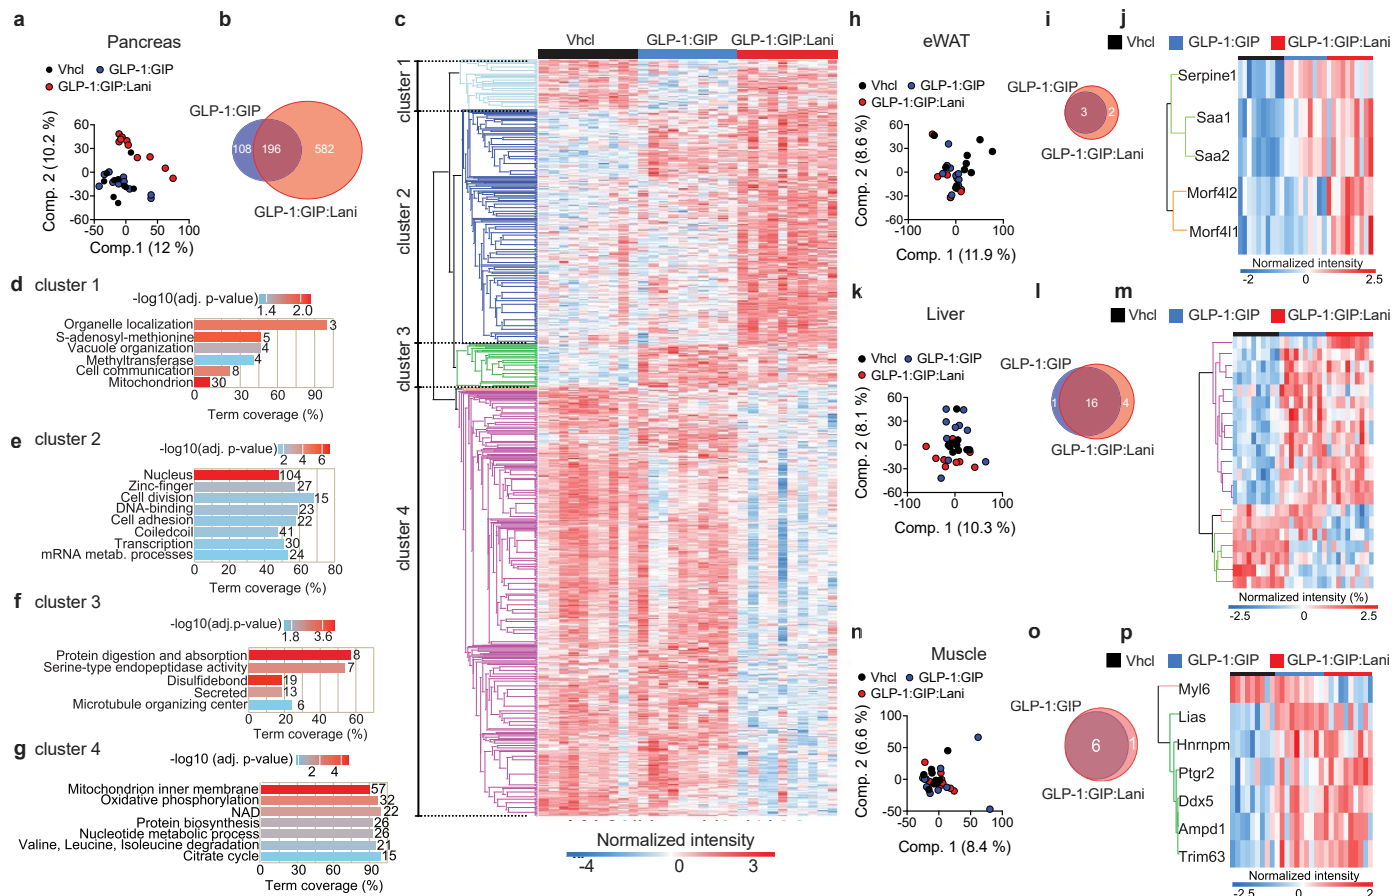 a
Pancreas
Vhcl
GLP-1:GIP
GLP-1:GIP:Lani
Comp. 2 (10.2 %)
60
30
0
-30
-60
-50
0
50
100
Comp.1 (12 %)
b
GLP-1:GIP
108
196
582
GLP-1:GIP:Lani
c
Vhcl
GLP-1:GIP
GLP-1:GIP:Lani
cluster 1
cluster 2
cluster 3
cluster 4
Normalized intensity
-4
0
3
d
cluster 1
-log10(adj. p-value)
1.4
2.0
Organelle localization
3
S-adenosyl-methionine
5
Vacuole organization
4
Methyltransferase
4
Cell communication
8
Mitochondrion
30
0
30
60
90
Term coverage (%)
e
cluster 2
-log10(adj. p-value)
2
4
6
Nucleus
104
Zinc-finger
27
Cell division
15
DNA-binding
23
Cell adhesion
22
Coiledcoil
41
Transcription
30
mRNA metab. processes
24
0
20
40
60
80
Term coverage (%)
f
cluster 3
-log10(adj.p-value)
1.8
3.6
Protein digestion and absorption
8
Serine-type endopeptidase activity
7
Disulfidebond
19
Secreted
13
Microtubule organizing center
6
0
20
40
60
Term coverage (%)
g
cluster 4
-log10 (adj. p-value)
2
4
Mitochondrion inner membrane
57
Oxidative phosphorylation
32
NAD
22
Protein biosynthesis
26
Nucleotide metabolic process
26
Valine, Leucine, Isoleucine degradation
21
Citrate cycle
15
0
30
60
90
Term coverage (%)
h
eWAT
Vhcl
GLP-1:GIP
GLP-1:GIP:Lani
Comp. 2 (8.6 %)
60
30
0
-30
-60
-100
0
100
Comp. 1 (11.9 %)
i
GLP-1:GIP
3
2
GLP-1:GIP:Lani
j
Vhcl
GLP-1:GIP
GLP-1:GIP:Lani
Serpine1
Saa1
Saa2
Morf4l2
Morf4l1
Normalized intensity
-2
0
2.5
k
Liver
Vhcl
GLP-1:GIP
GLP-1:GIP:Lani
Comp. 2 (8.1 %)
60
30
0
-30
-60
-100
0
100
Comp. 1 (10.3 %)
l
GLP-1:GIP
1
16
4
GLP-1:GIP:Lani
m
Vhcl
GLP-1:GIP
GLP-1:GIP:Lani
Normalized intensity (%)
-2.5
0
2.5
n
Muscle
Vhcl
GLP-1:GIP
GLP-1:GIP:Lani
Comp. 2 (6.6 %)
100
50
0
-50
-50
0
50
100
Comp. 1 (8.4 %)
o
GLP-1:GIP
6
1
GLP-1:GIP:Lani
p
Vhcl
GLP-1:GIP
GLP-1:GIP:Lani
Myl6
Lias
Hnrnpm
Ptgr2
Ddx5
Ampd1
Trim63
Normalized intensity
-2.5
0
2